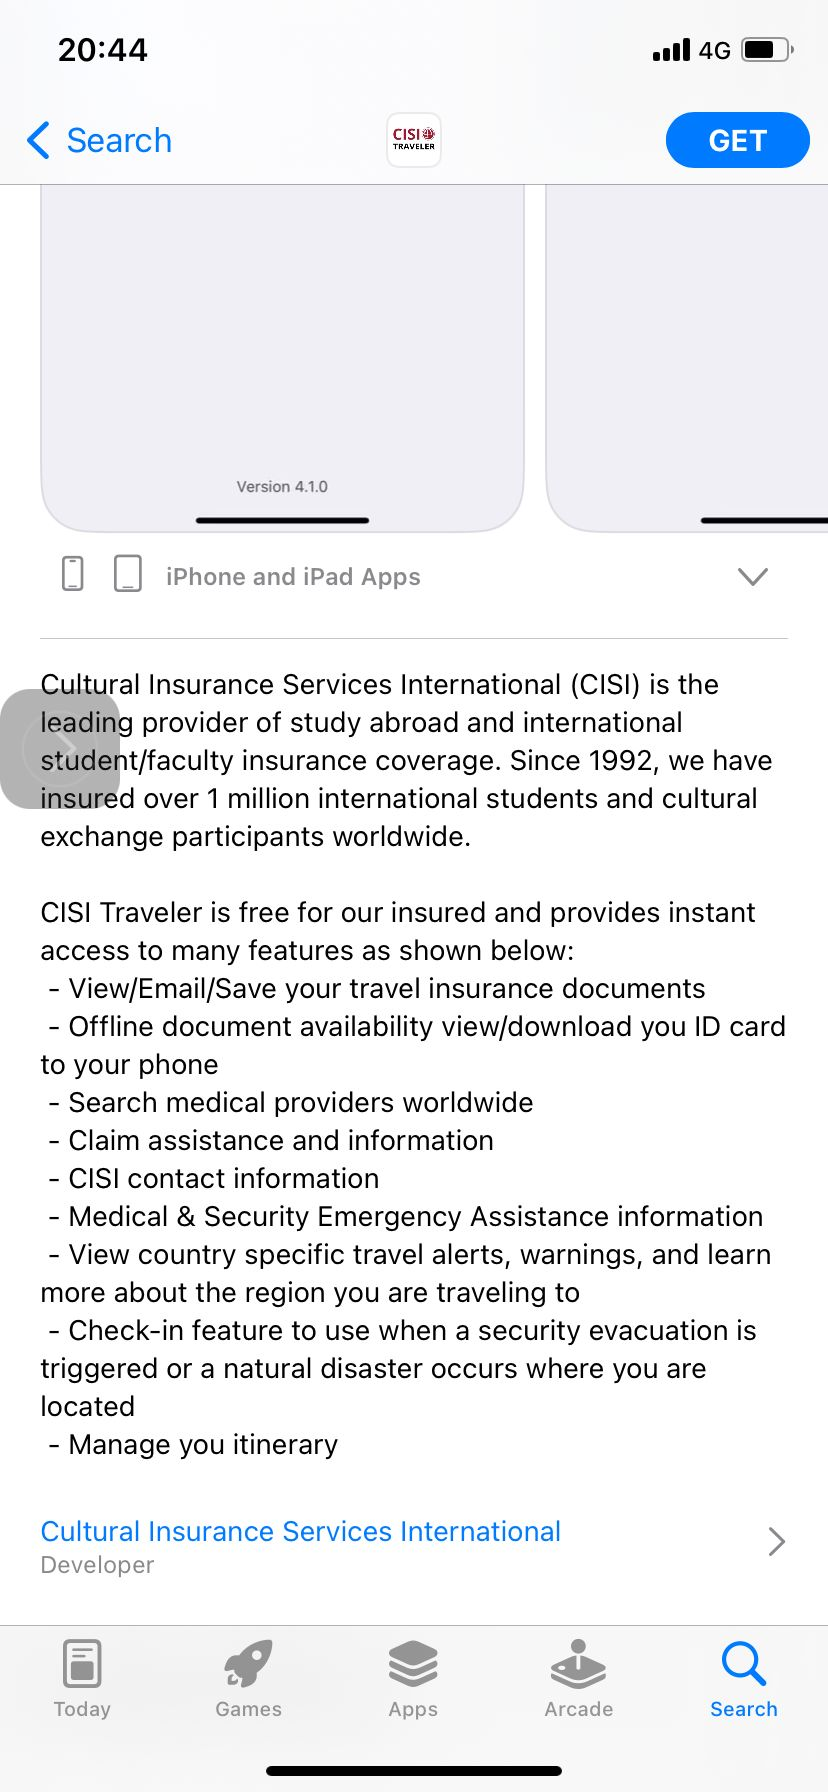 20:44
4G
Search
CISI
TRAVELER
GET
Version 4.1.0
iPhone and iPad Apps
Cultural Insurance Services International (CISI) is the
leading provider of study abroad and international
student/faculty insurance coverage. Since 1992, we have
insured over 1 million international students and cultural
exchange participants worldwide.
CISI Traveler is free for our insured and provides instant
access to many features as shown below:
- View/Email/Save your travel insurance documents
- Offline document availability view/download you ID card
to your phone
- Search medical providers worldwide
- Claim assistance and information
- CISI contact information
- Medical & Security Emergency Assistance information
- View country specific travel alerts, warnings, and learn
more about the region you are traveling to
- Check-in feature to use when a security evacuation is
triggered or a natural disaster occurs where you are
located
- Manage you itinerary
Cultural Insurance Services International
Developer
Today
Games
Apps
Arcade
Search